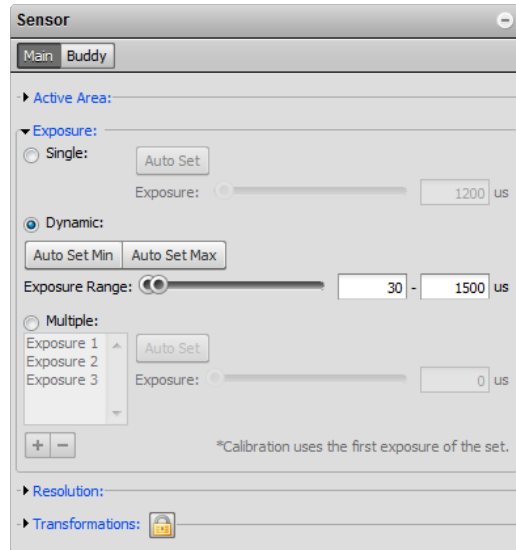 Sensor
Main Buddy
Active Area:
Exposure:
Single:
Auto Set
Exposure: 1200 us
Dynamic:
Auto Set Min Auto Set Max
Exposure Range: 30 - 1500 us
Multiple:
Exposure 1
Auto Set
Exposure 2
Exposure 3 Exposure: 0 us
+ − *Calibration uses the first exposure of the set.
Resolution:
Transformations: